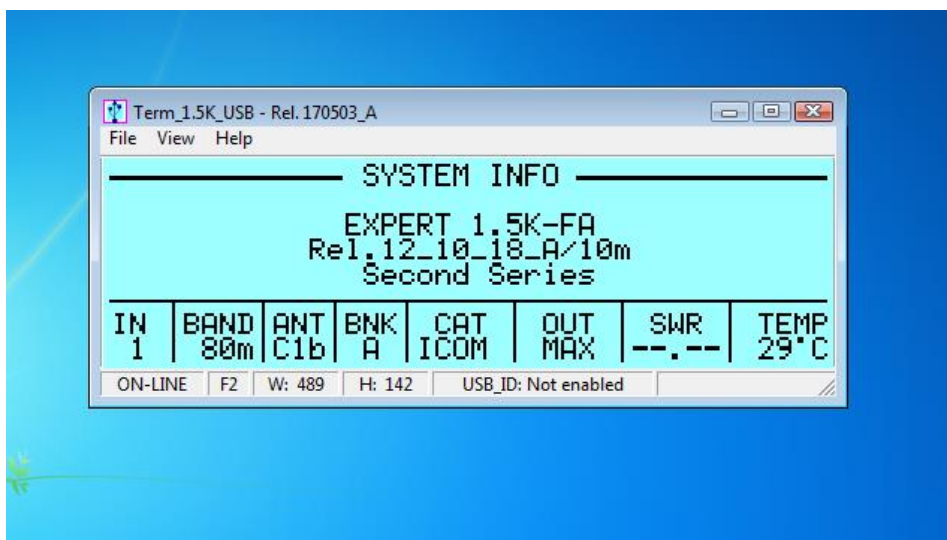 Term_1.5K_USB - Rel. 170503_A
File View Help
SYSTEM INFO
EXPERT 1.5K-FA
Rel.12_10_18_A/10m
Second Series
IN BAND ANT BNK CAT OUT SWR TEMP
1 80m C1b A ICOM MAX --.-- 29°C
ON-LINE F2 W: 489 H: 142 USB_ID: Not enabled